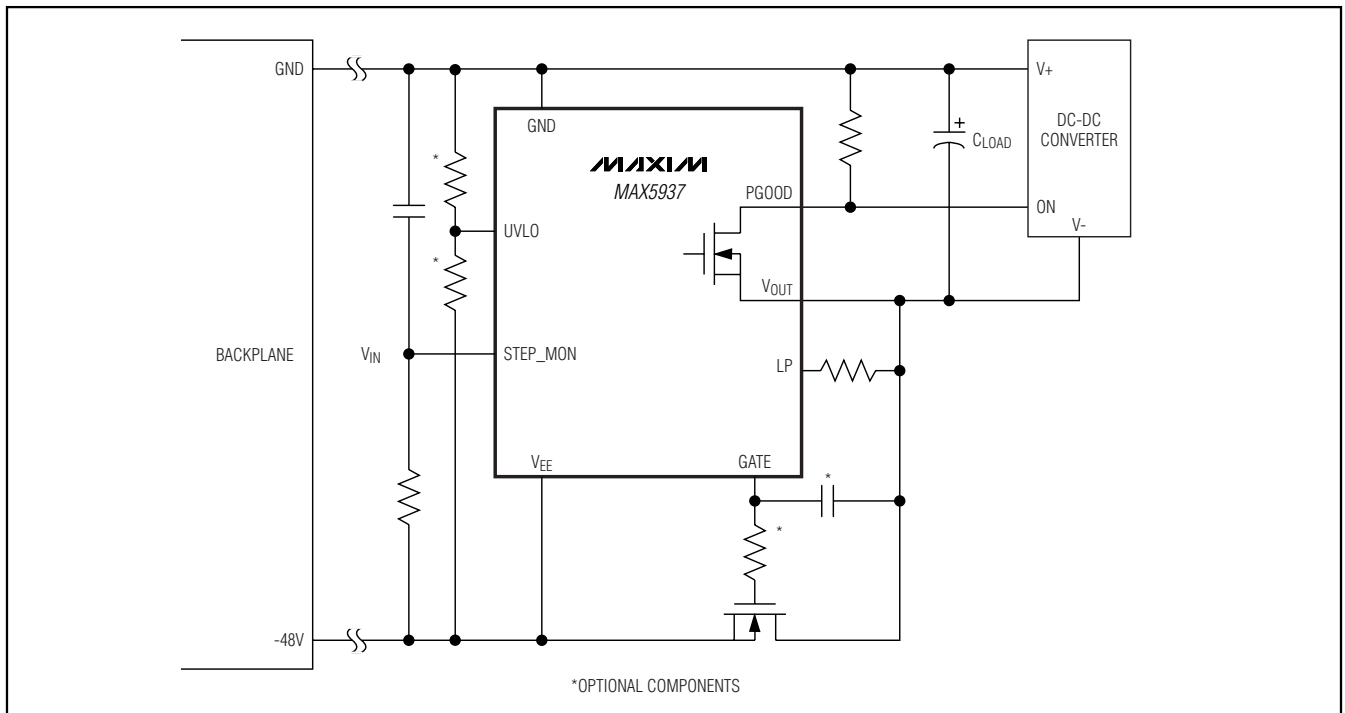 GND
V+
DC-DC
CONVERTER
GND
+
CLOAD
*
MAXIM
MAX5937
PGOOD
ON
V-
UVLO
*
VOUT
BACKPLANE
VIN
STEP_MON
LP
VEE
GATE
*
*
-48V
*OPTIONAL COMPONENTS